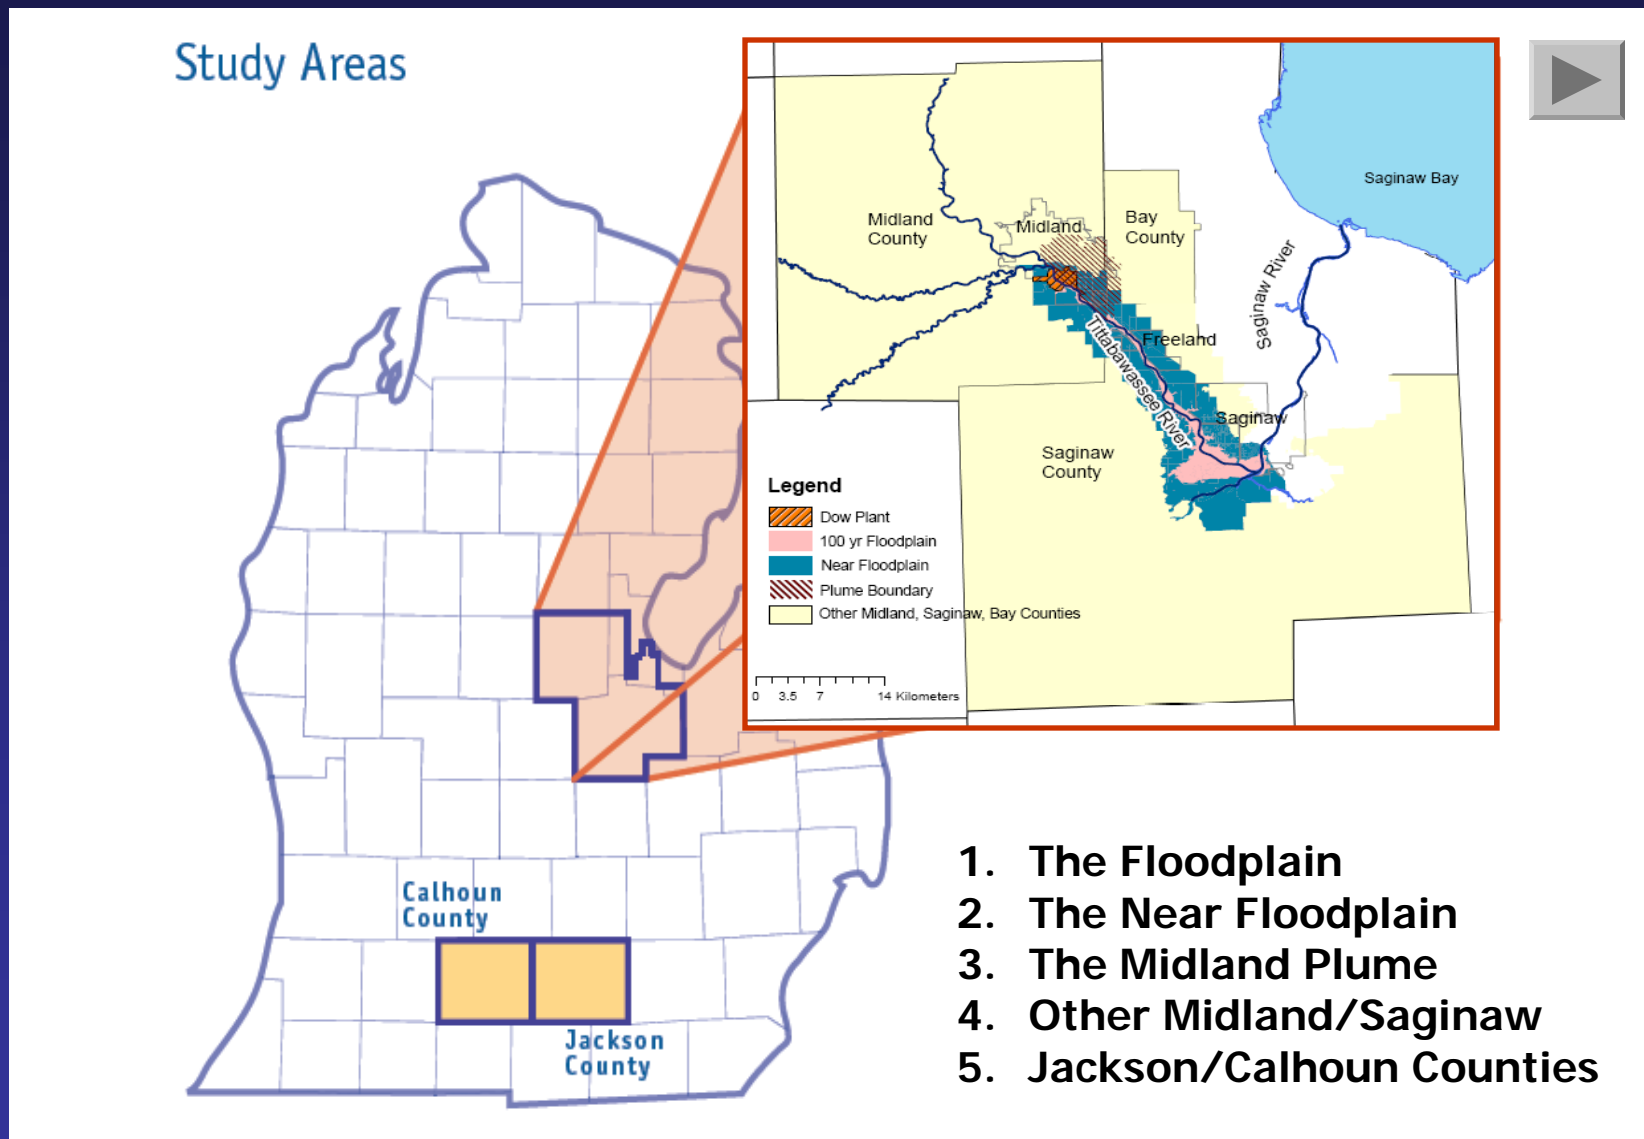 Study Areas
Saginaw Bay
Midland
County
Midland
Bay
County
Saginaw River
Freeland
Tittabawassee River
Saginaw
Saginaw
County
Legend
Dow Plant
100 yr Floodplain
Near Floodplain
Plume Boundary
Other Midland, Saginaw, Bay Counties
0 3.5 7 14 Kilometers
Calhoun
County
Jackson
County
1. The Floodplain
2. The Near Floodplain
3. The Midland Plume
4. Other Midland/Saginaw
5. Jackson/Calhoun Counties